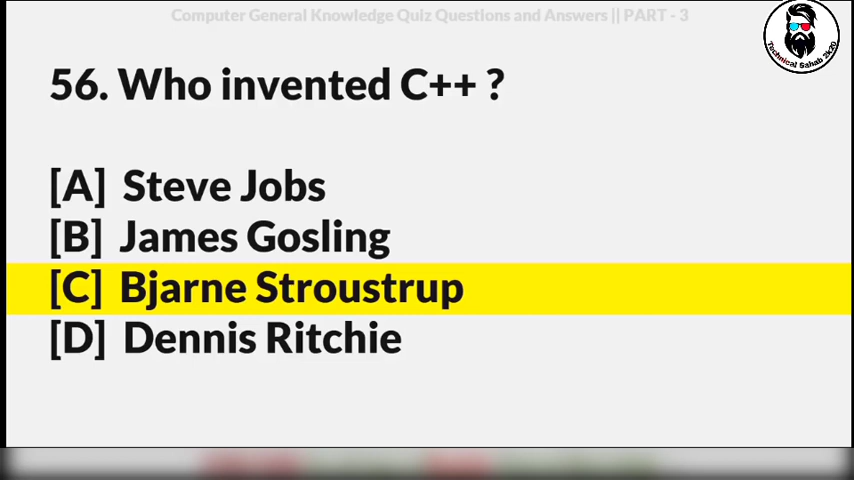 Computer General Knowledge Quiz Questions and Answers || PART - 3
Technical Sahab 2k20
56. Who invented C++ ?
[A] Steve Jobs
[B] James Gosling
[C] Bjarne Stroustrup
[D] Dennis Ritchie